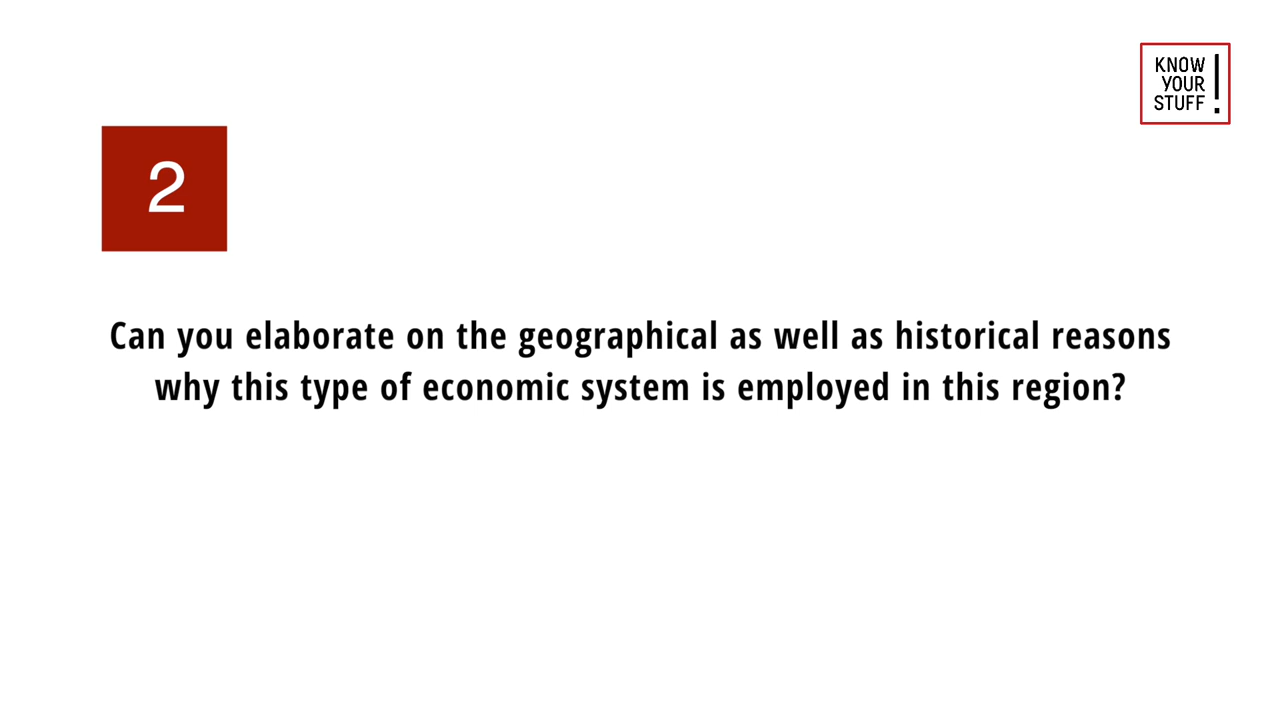 KNOW
YOUR
STUFF !
2
Can you elaborate on the geographical as well as historical reasons
why this type of economic system is employed in this region?